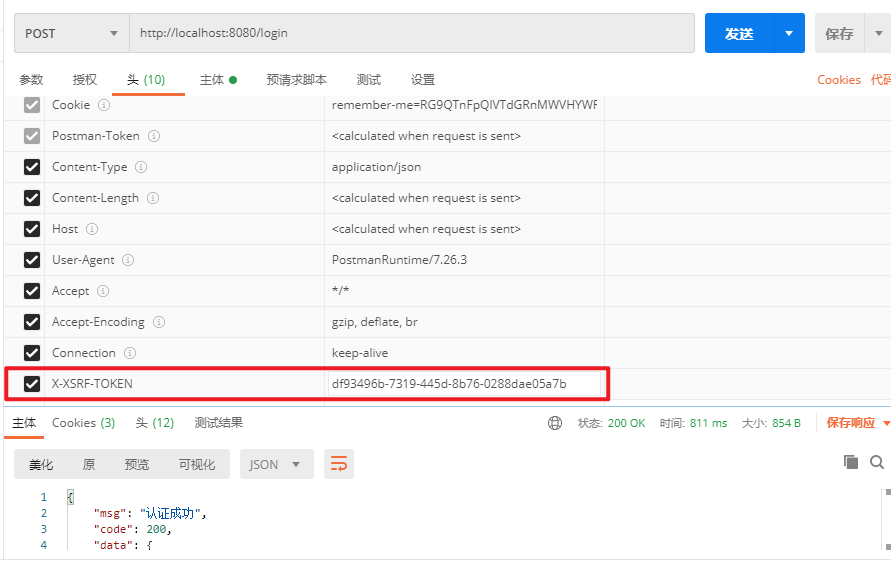 POST http://localhost:8080/login 发送 保存
参数 授权 头 (10) 主体 预请求脚本 测试 设置 Cookies 代码
Cookie remember-me=RG9QTnFpQlVTdGRnMWVHYWF
Postman-Token <calculated when request is sent>
Content-Type application/json
Content-Length <calculated when request is sent>
Host <calculated when request is sent>
User-Agent PostmanRuntime/7.26.3
Accept */*
Accept-Encoding gzip, deflate, br
Connection keep-alive
X-XSRF-TOKEN df93496b-7319-445d-8b76-0288dae05a7b
主体 Cookies (3) 头 (12) 测试结果 状态: 200 OK 时间: 811 ms 大小: 854 B 保存响应
美化 原 预览 可视化 JSON
1 {
2 "msg": "认证成功",
3 "code": 200,
4 "data": {